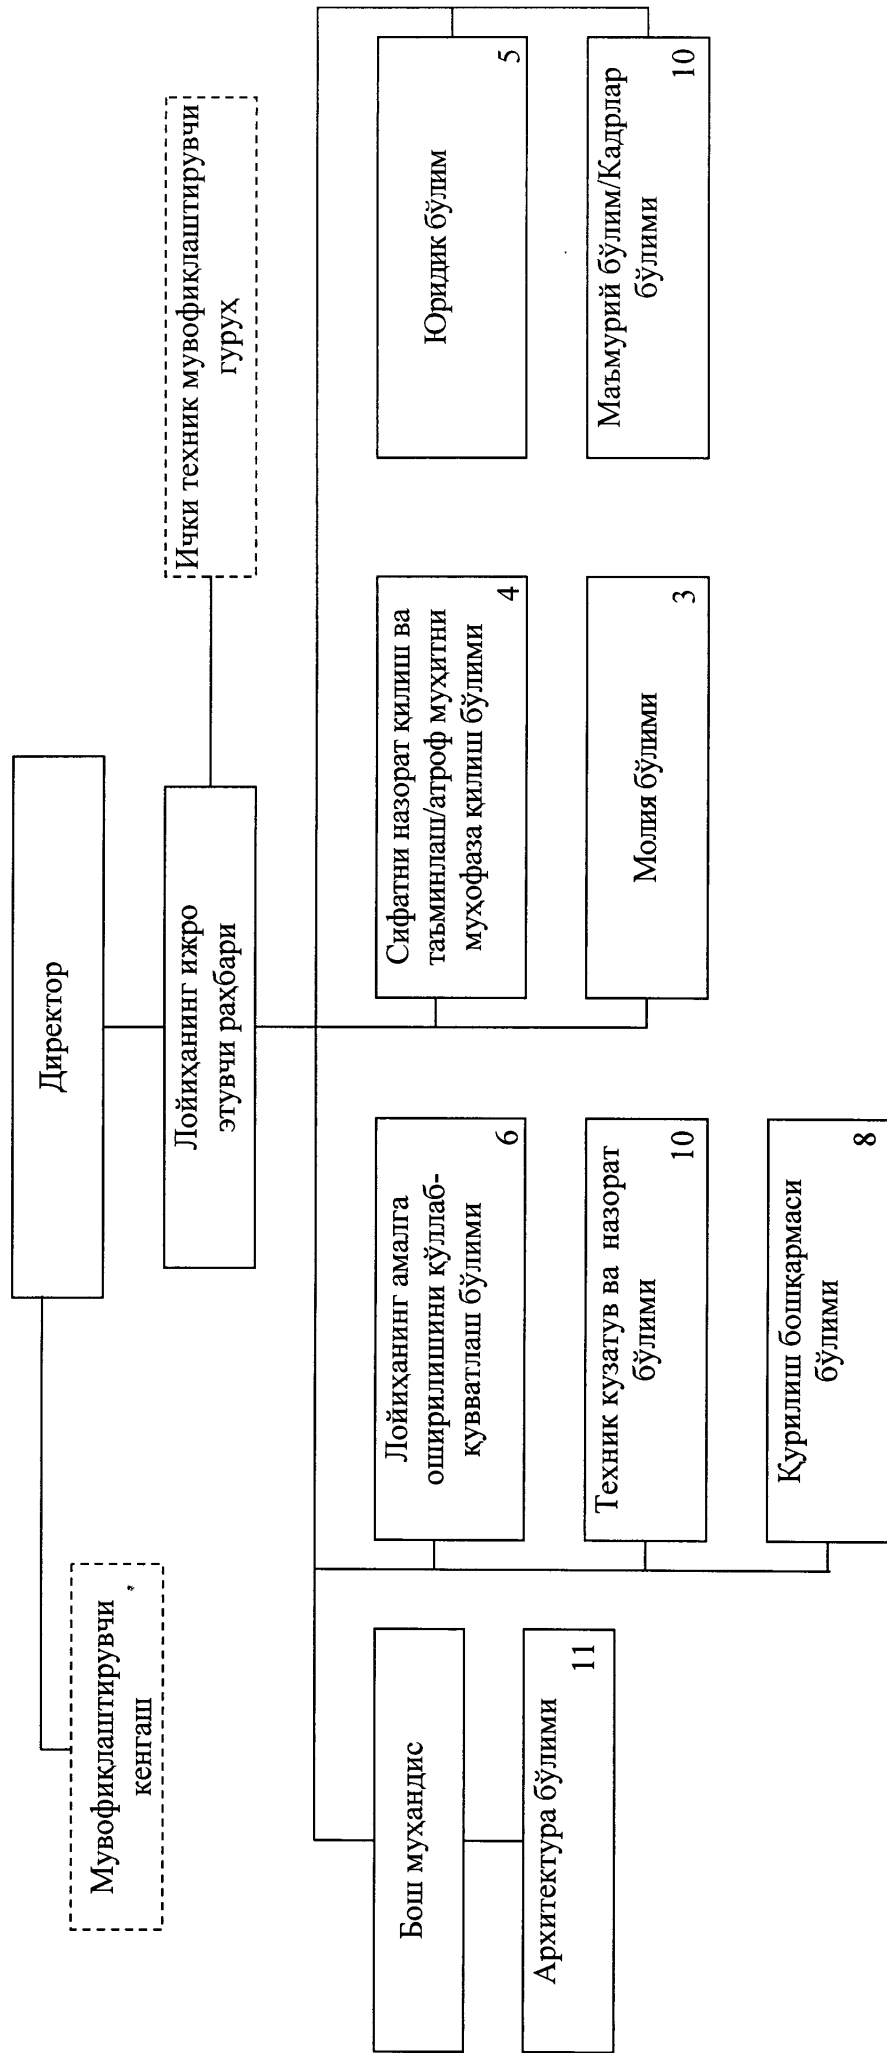 Директор
Мувофиқлаштирувчи
кенгаш
Лойиҳанинг ижро
этувчи раҳбари
Ички техник мувофиқлаштирувчи
гуруҳ
Бош муҳандис
Архитектура бўлими
11
Лойиҳанинг амалга
оширилишини қўллаб-
қувватлаш бўлими
6
Техник кузатув ва назорат
бўлими
10
Қурилиш бошқармаси
бўлими
8
Сифатни назорат қилиш ва
таъминлаш/атроф муҳитни
муҳофаза қилиш бўлими
4
Молия бўлими
3
Юридик бўлим
5
Маъмурий бўлим/Кадрлар
бўлими
10